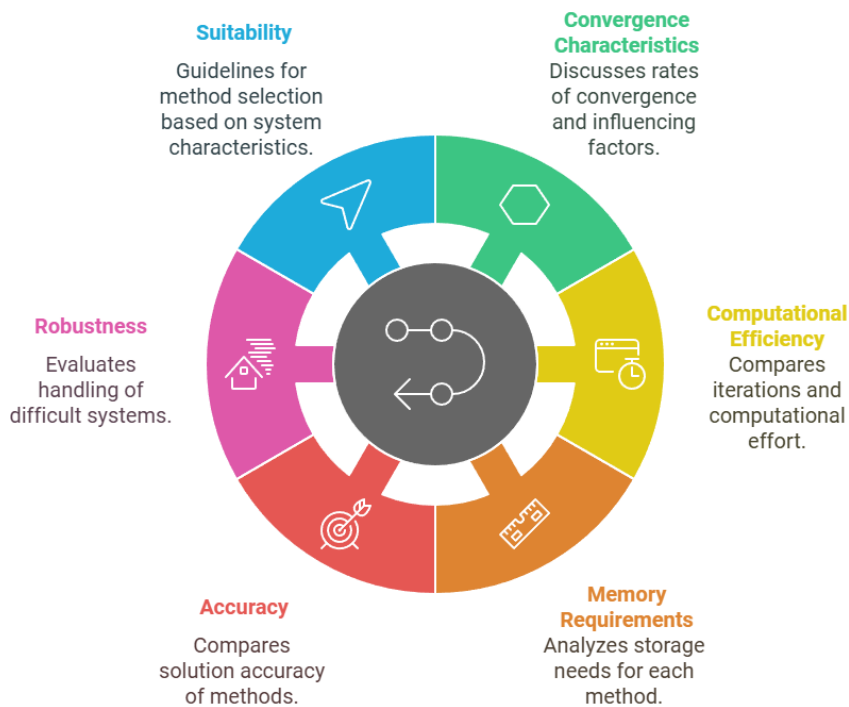 Suitability
Guidelines for
method selection
based on system
characteristics.
Convergence
Characteristics
Discusses rates
of convergence
and influencing
factors.
Robustness
Evaluates
handling of
difficult systems.
Computational
Efficiency
Compares
iterations and
computational
effort.
Accuracy
Compares
solution accuracy
of methods.
Memory
Requirements
Analyzes storage
needs for each
method.